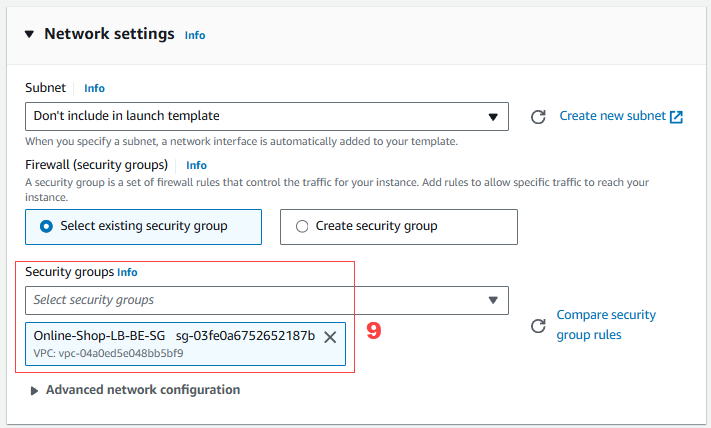 Network settings Info
Subnet Info
Don't include in launch template
Create new subnet
When you specify a subnet, a network interface is automatically added to your template.
Firewall (security groups) Info
A security group is a set of firewall rules that control the traffic for your instance. Add rules to allow specific traffic to reach your
instance.
Select existing security group
Create security group
Security groups Info
Select security groups
Compare security
group rules
Online-Shop-LB-BE-SG sg-03fe0a6752652187b
VPC: vpc-04a0ed5e048bb5bf9
9
Advanced network configuration